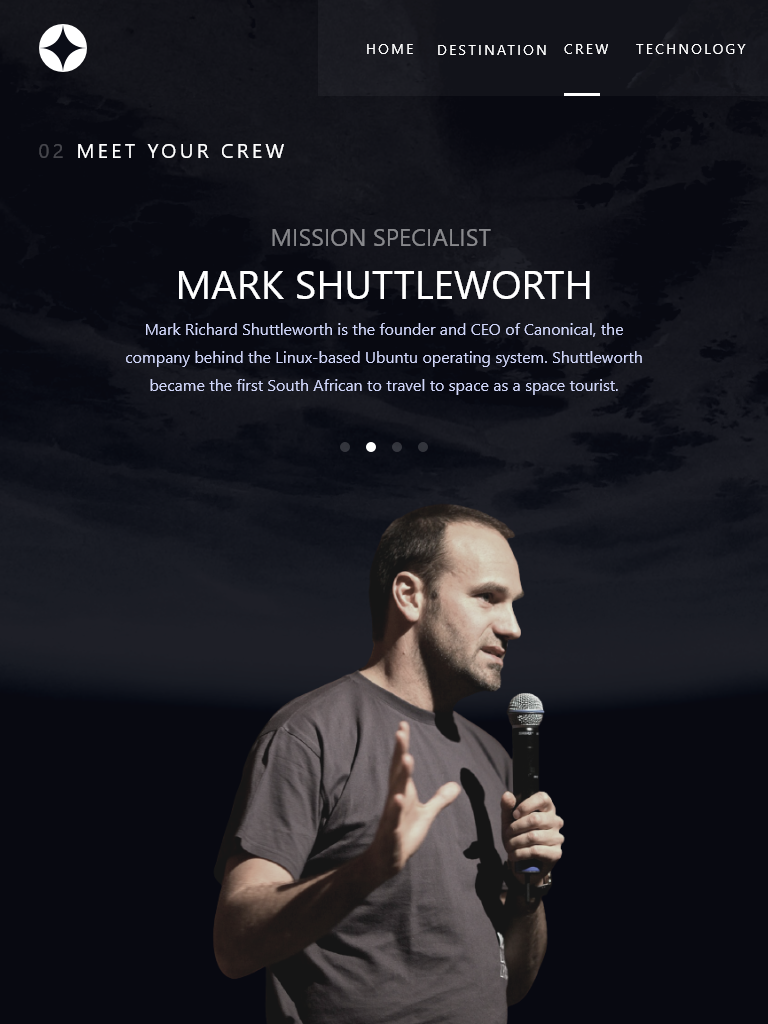 HOME DESTINATION CREW TECHNOLOGY
02 MEET YOUR CREW
MISSION SPECIALIST
MARK SHUTTLEWORTH
Mark Richard Shuttleworth is the founder and CEO of Canonical, the
company behind the Linux-based Ubuntu operating system. Shuttleworth
became the first South African to travel to space as a space tourist.